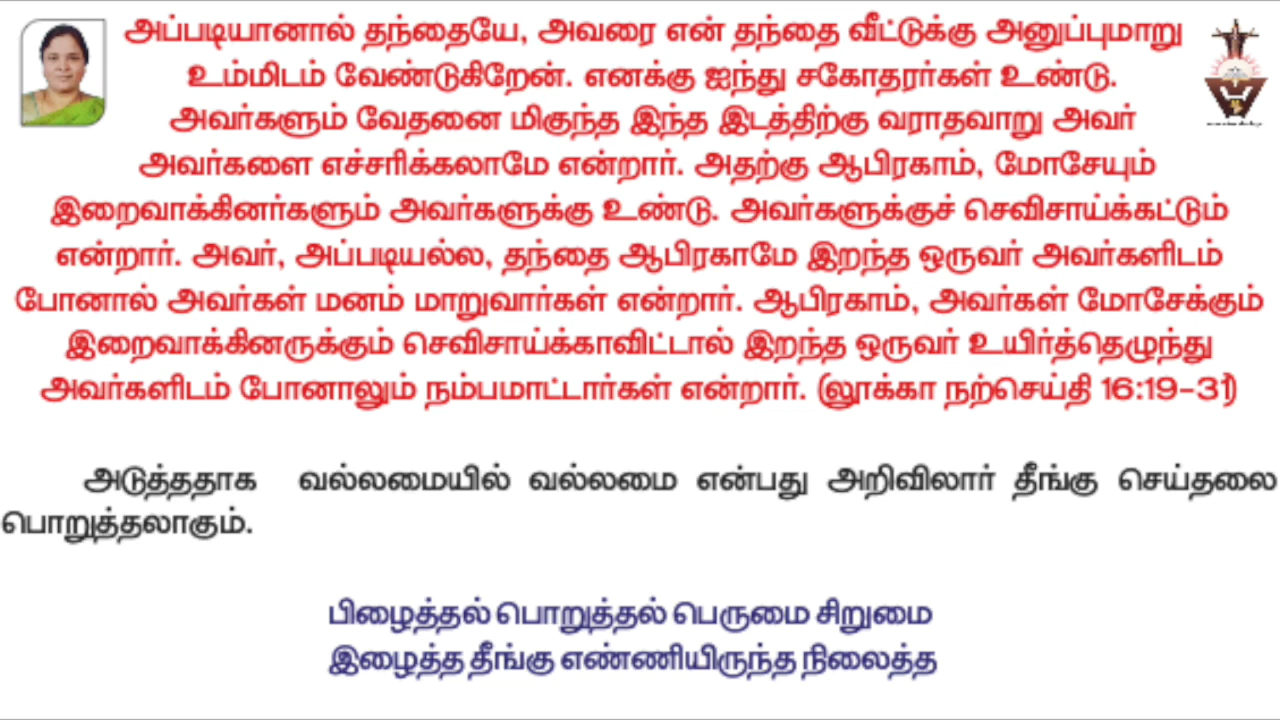 அப்படியானால் தந்தையே, அவரை என் தந்தை வீட்டுக்கு அனுப்புமாறு
உம்மிடம் வேண்டுகிறேன். எனக்கு ஐந்து சகோதரர்கள் உண்டு.
அவர்களும் வேதனை மிகுந்த இந்த இடத்திற்கு வராதவாறு அவர்
அவர்களை எச்சரிக்கலாமே என்றார். அதற்கு ஆபிரகாம், மோசேயும்
இறைவாக்கினர்களும் அவர்களுக்கு உண்டு. அவர்களுக்குச் செவிசாய்க்கட்டும்
என்றார். அவர், அப்படியல்ல, தந்தை ஆபிரகாமே இறந்த ஒருவர் அவர்களிடம்
போனால் அவர்கள் மனம் மாறுவார்கள் என்றார். ஆபிரகாம், அவர்கள் மோசேக்கும்
இறைவாக்கினருக்கும் செவிசாய்க்காவிட்டால் இறந்த ஒருவர் உயிர்த்தெழுந்து
அவர்களிடம் போனாலும் நம்பமாட்டார்கள் என்றார். (லூக்கா நற்செய்தி 16:19-31)
அடுத்ததாக வல்லமையில் வல்லமை என்பது அறிவிலார் தீங்கு செய்தலை
பொறுத்தலாகும்.
பிழைத்தல் பொறுத்தல் பெருமை சிறுமை
இழைத்த தீங்கு எண்ணியிருந்த நிலைத்த